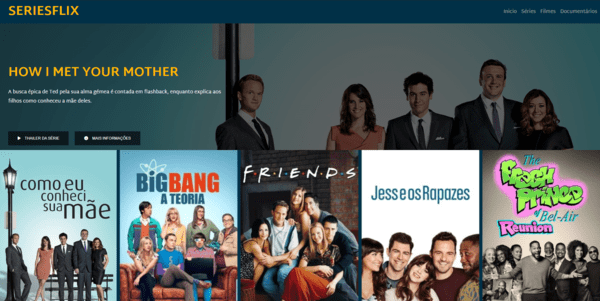 SERIESFLIX
Início Séries Filmes Documentários
HOW I MET YOUR MOTHER
A busca épica de Ted pela sua alma gêmea é contada em flashback, enquanto explica aos
filhos como conheceu a mãe deles.
TRAILER DA SÉRIE
MAIS INFORMAÇÕES
como eu
conheci
sua
mãe
BIGBANG
A TEORIA
F·R·I·E·N·D·S
Jess e os Rapazes
The
Fresh
Prince
of
Bel-Air
Reunion